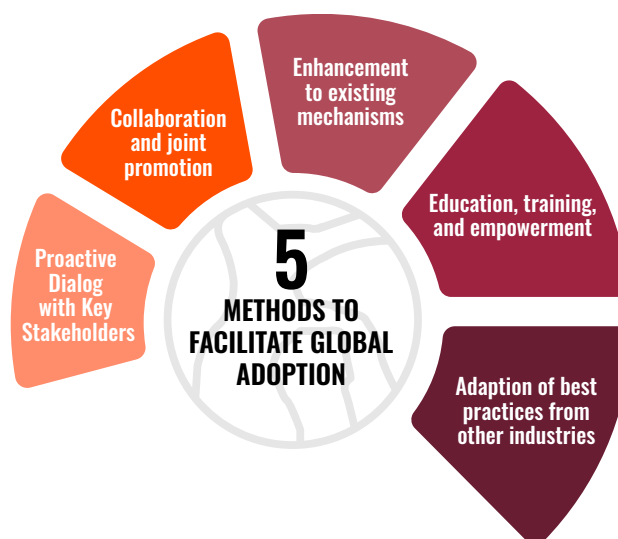 Proactive
Dialog
with Key
Stakeholders
Collaboration
and joint
promotion
Enhancement
to existing
mechanisms
Education, training,
and empowerment
Adaption of best
practices from
other industries
5
METHODS TO
FACILITATE GLOBAL
ADOPTION